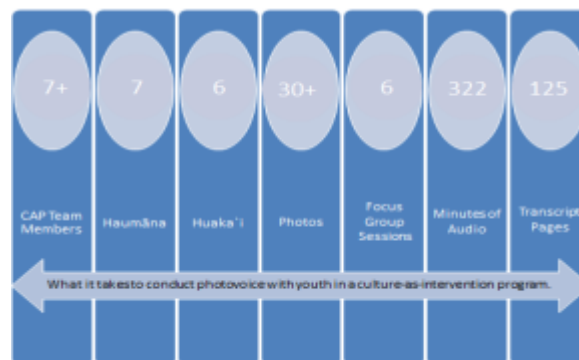 7+
7
6
30+
6
322
125
CAP Team
Members
Haumāna
Huakaʻi
Photos
Focus
Group
Sessions
Minutes of
Audio
Transcript
Pages
What it takes to conduct photovoice with youth in a culture-as-intervention program.